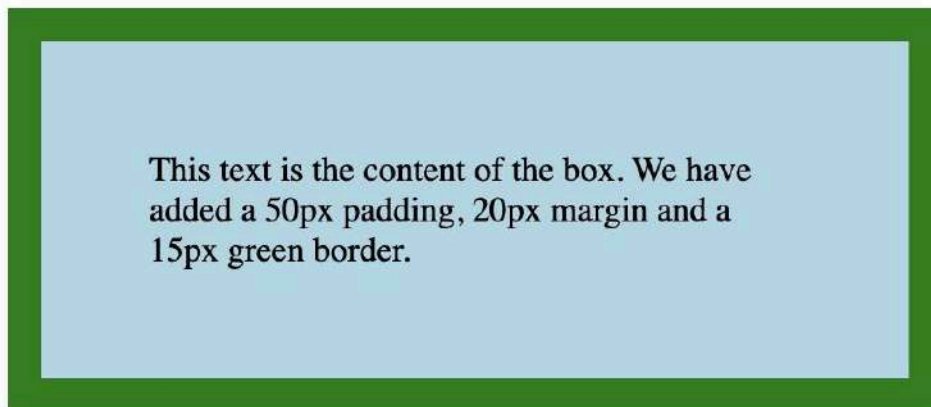 This text is the content of the box. We have
added a 50px padding, 20px margin and a
15px green border.